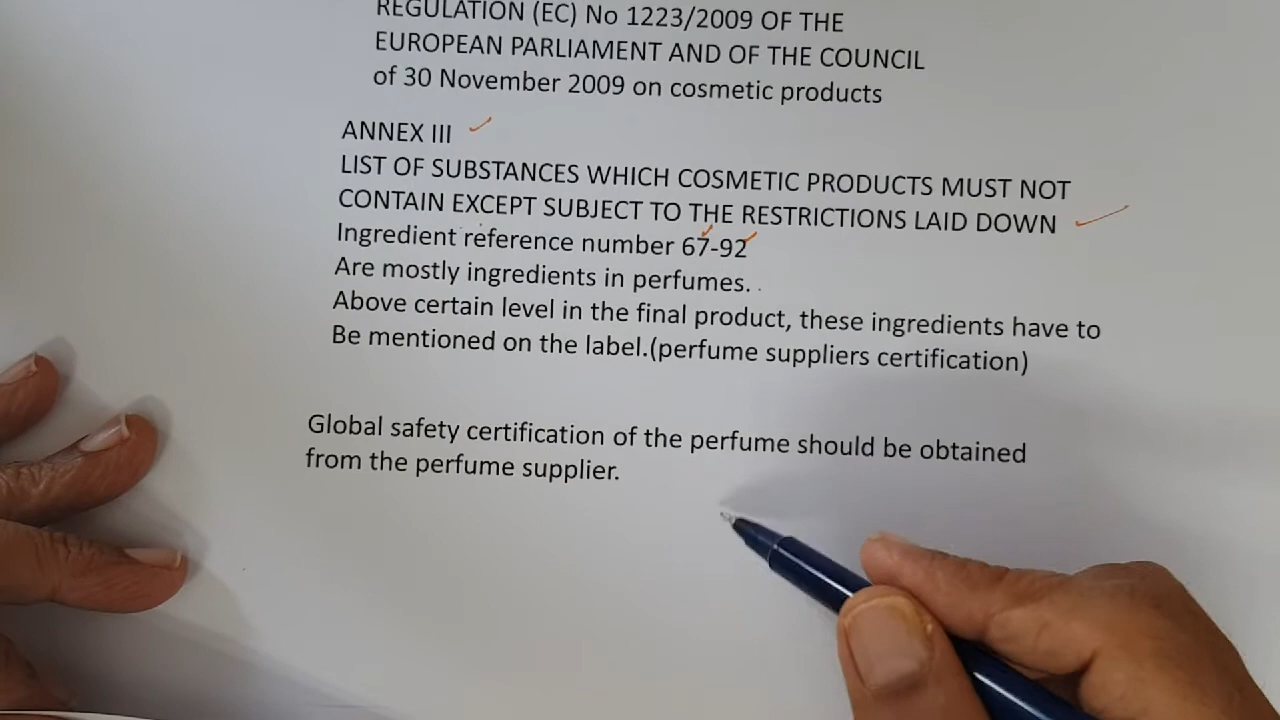 REGULATION (EC) No 1223/2009 OF THE
EUROPEAN PARLIAMENT AND OF THE COUNCIL
of 30 November 2009 on cosmetic products
ANNEX III
LIST OF SUBSTANCES WHICH COSMETIC PRODUCTS MUST NOT
CONTAIN EXCEPT SUBJECT TO THE RESTRICTIONS LAID DOWN
Ingredient reference number 67-92
Are mostly ingredients in perfumes.
Above certain level in the final product, these ingredients have to
Be mentioned on the label.(perfume suppliers certification)
Global safety certification of the perfume should be obtained
from the perfume supplier.